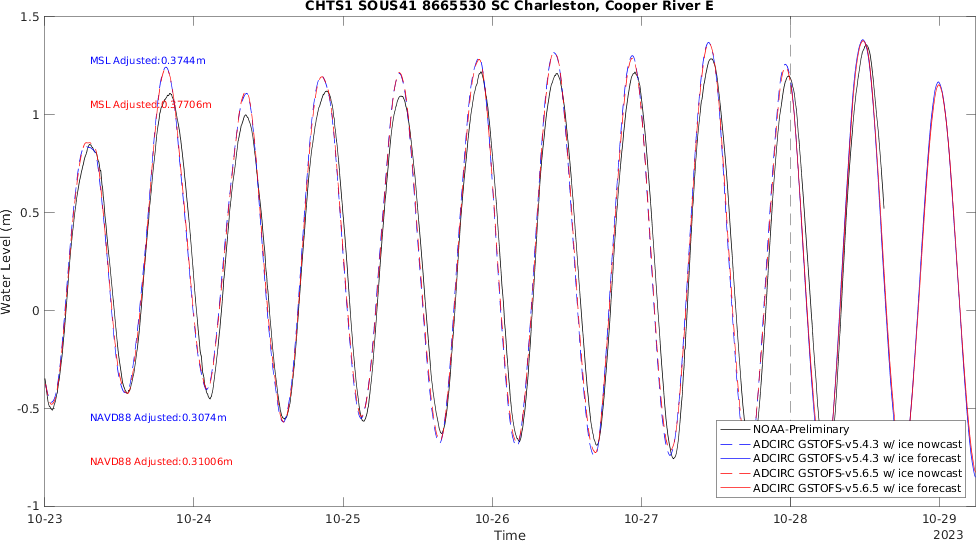 CHTS1 SOUS41 8665530 SC Charleston, Cooper River E
1.5
MSL Adjusted:0.3744m
MSL Adjusted:0.37706m
1
0.5
Water Level (m)
0
-0.5
NAVD88 Adjusted:0.3074m
NAVD88 Adjusted:0.31006m
NOAA-Preliminary
ADCIRC GSTOFS-v5.4.3 w/ ice nowcast
ADCIRC GSTOFS-v5.4.3 w/ ice forecast
ADCIRC GSTOFS-v5.6.5 w/ ice nowcast
ADCIRC GSTOFS-v5.6.5 w/ ice forecast
-1
10-23 10-24 10-25 10-26 10-27 10-28 10-29
Time
2023